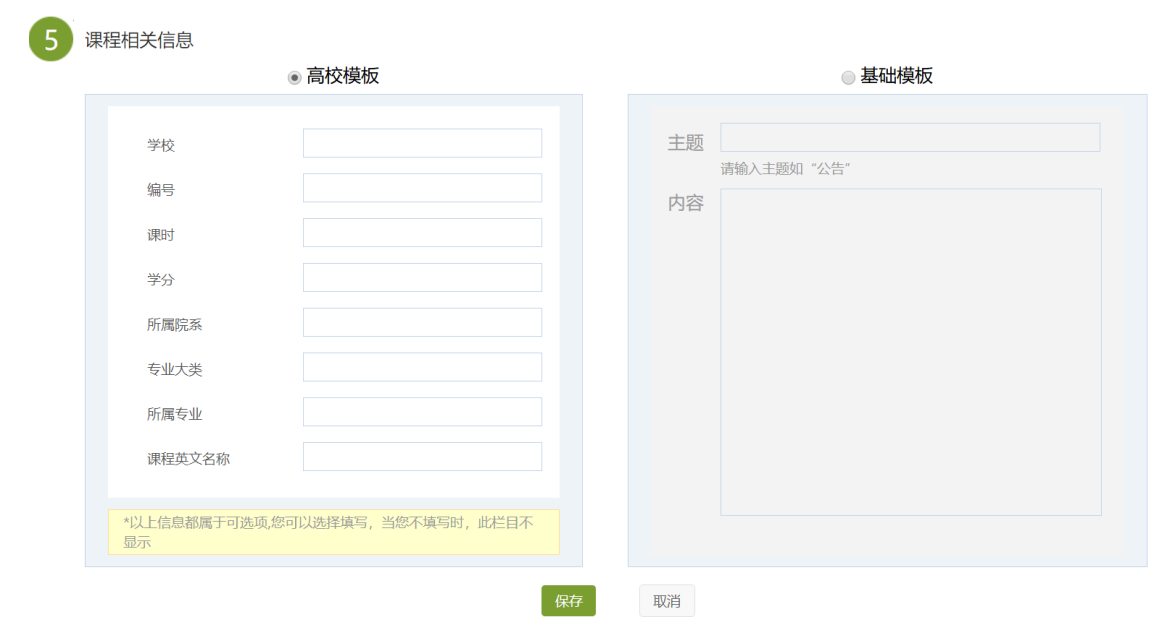 5 课程相关信息
高校模板
学校
编号
课时
学分
所属院系
专业大类
所属专业
课程英文名称
*以上信息都属于可选项,您可以选择填写，当您不填写时，此栏目不
显示
基础模板
主题
请输入主题如“公告”
内容
保存 取消